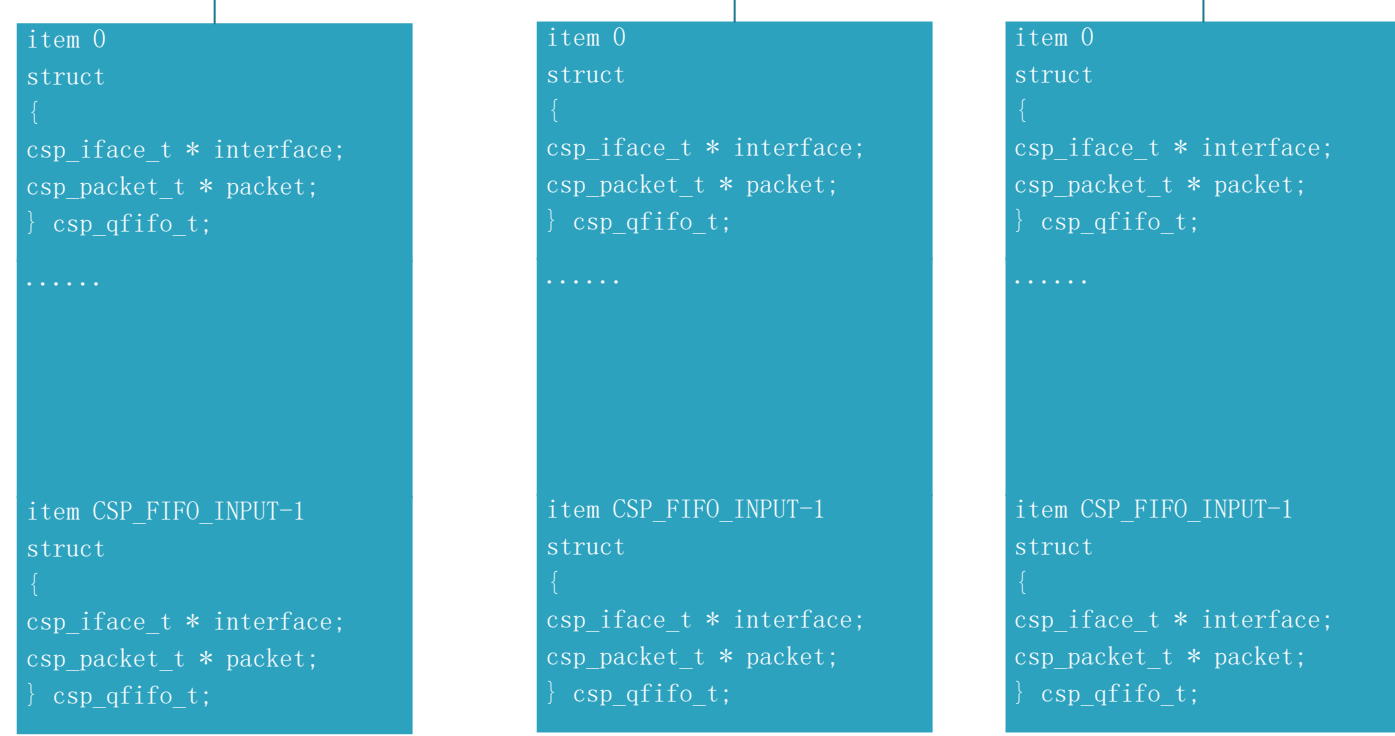 item 0
struct
{
csp_iface_t * interface;
csp_packet_t * packet;
} csp_qfifo_t;
......
item CSP_FIFO_INPUT-1
struct
{
csp_iface_t * interface;
csp_packet_t * packet;
} csp_qfifo_t;
item 0
struct
{
csp_iface_t * interface;
csp_packet_t * packet;
} csp_qfifo_t;
......
item CSP_FIFO_INPUT-1
struct
{
csp_iface_t * interface;
csp_packet_t * packet;
} csp_qfifo_t;
item 0
struct
{
csp_iface_t * interface;
csp_packet_t * packet;
} csp_qfifo_t;
......
item CSP_FIFO_INPUT-1
struct
{
csp_iface_t * interface;
csp_packet_t * packet;
} csp_qfifo_t;